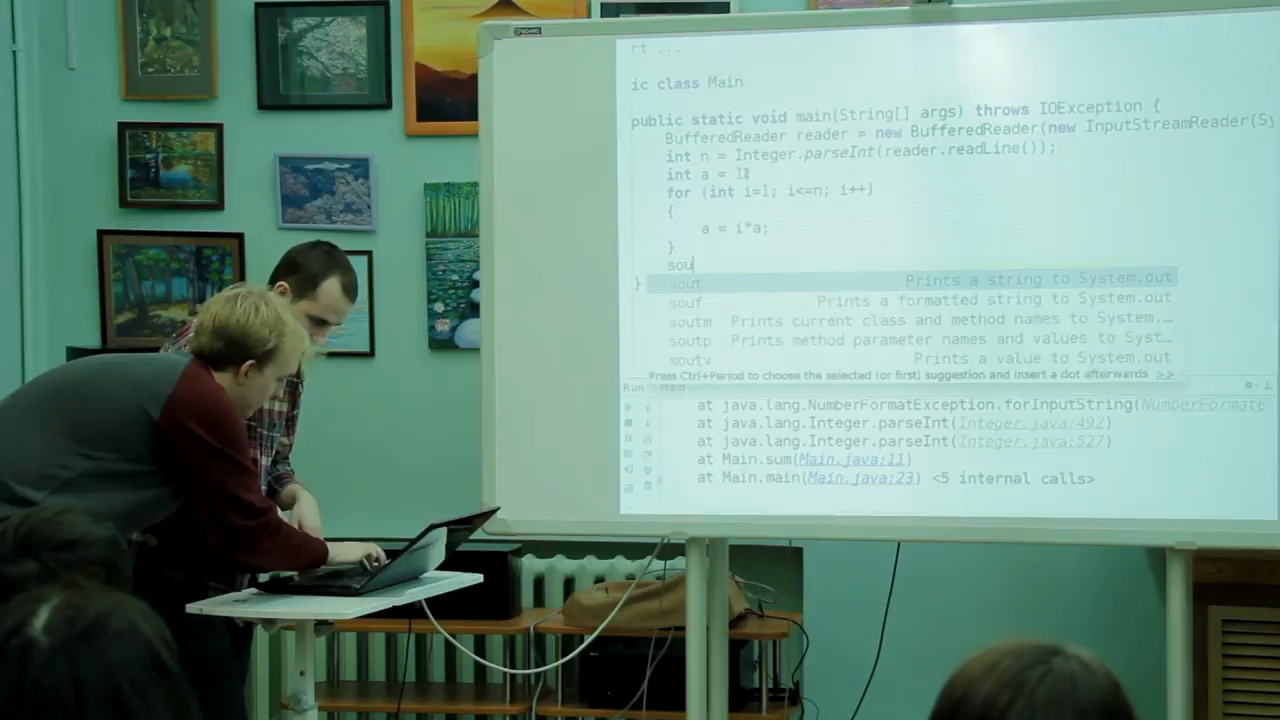 rt ...
ic class Main
public static void main(String[] args) throws IOException {
BufferedReader reader = new BufferedReader(new InputStreamReader(Sy
int n = Integer.parseInt(reader.readLine());
int a = 1;
for (int i=1; i<=n; i++)
{
a = i*a;
}
sou
}
sout Prints a string to System.out
souf Prints a formatted string to System.out
soutm Prints current class and method names to System.…
soutp Prints method parameter names and values to Syst…
soutv Prints a value to System.out
Press Ctrl+Period to choose the selected (or first) suggestion and insert a dot afterwards >>
Run Main
at java.lang.NumberFormatException.forInputString(NumberFormatE
at java.lang.Integer.parseInt(Integer.java:492)
at java.lang.Integer.parseInt(Integer.java:527)
at Main.sum(Main.java:11)
at Main.main(Main.java:23) <5 internal calls>